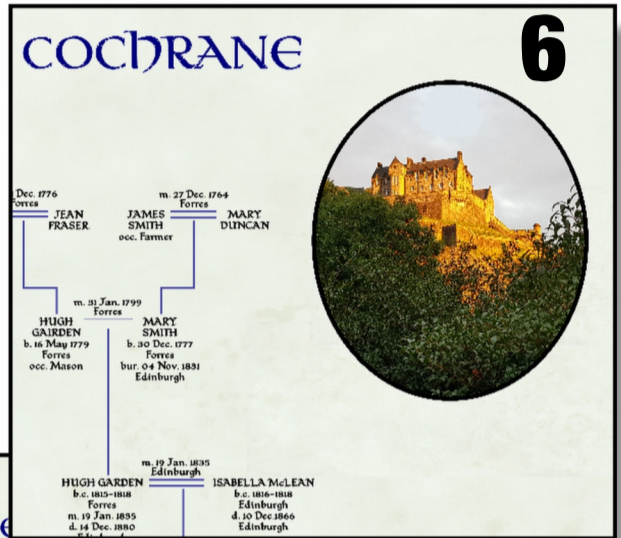 COCHRANE
6
Dec. 1776
Forres
JEAN
FRASER
m. 27 Dec. 1764
Forres
JAMES
SMITH
occ. Farmer
MARY
DUNCAN
m. 31 Jan. 1799
Forres
HUGH
GAIRDEN
b. 16 May 1779
Forres
occ. Mason
MARY
SMITH
b. 30 Dec. 1777
Forres
bur. 04 Nov. 1831
Edinburgh
m. 19 Jan. 1835
Edinburgh
HUGH GARDEN
b.c. 1815-1818
Forres
m. 19 Jan. 1835
d. 14 Dec. 1880
ISABELLA McLEAN
b.c. 1816-1818
Edinburgh
d. 10 Dec.1866
Edinburgh